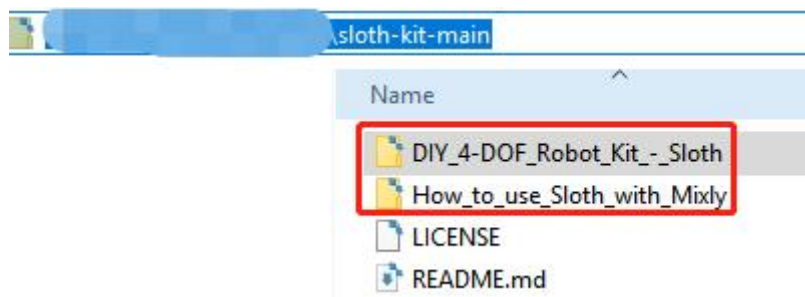 \sloth-kit-main
Name
DIY_4-DOF_Robot_Kit_-_Sloth
How_to_use_Sloth_with_Mixly
LICENSE
README.md